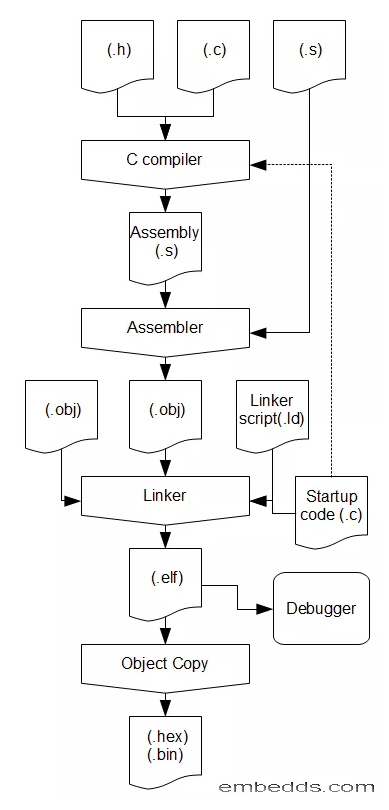 (.h)
(.c)
(.s)
C compiler
Assembly
(.s)
Assembler
(.obj)
(.obj)
Linker
script(.ld)
Linker
Startup
code (.c)
(.elf)
Debugger
Object Copy
(.hex)
(.bin)
embedds.com